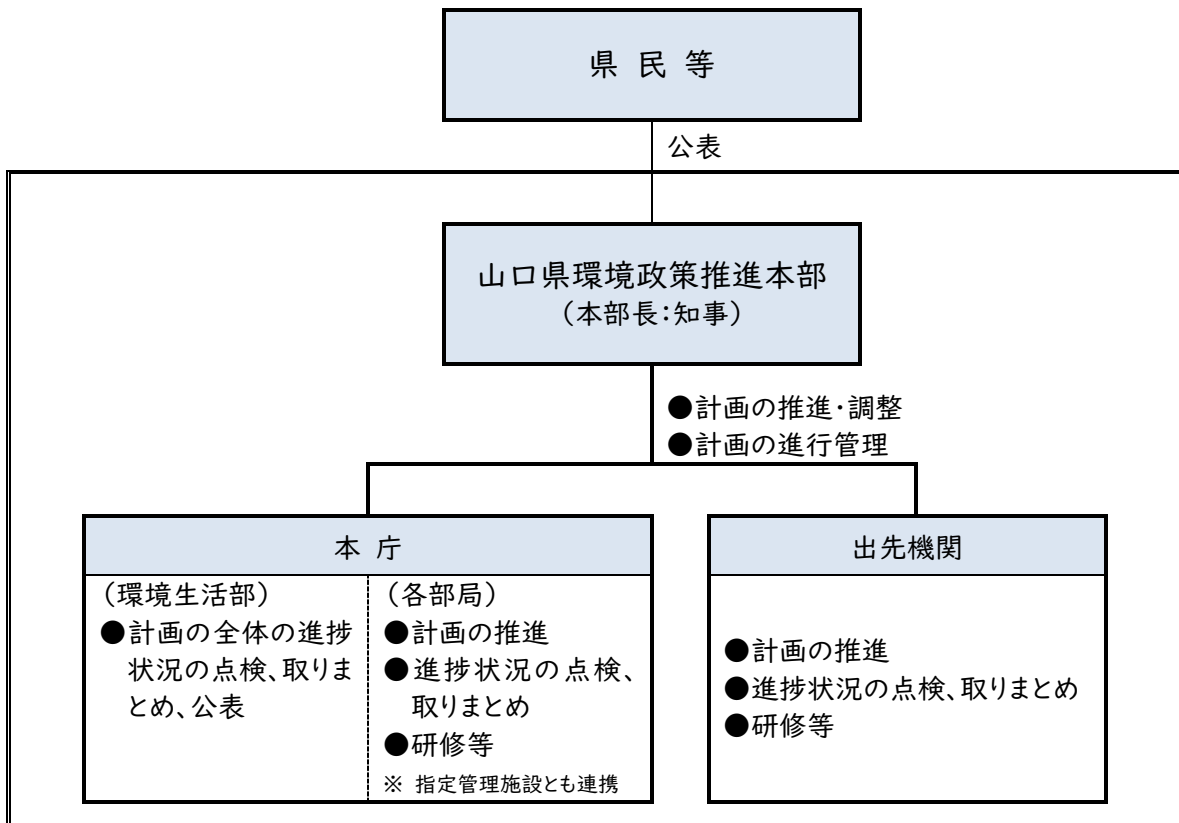 県 民 等
公表
山口県環境政策推進本部
（本部長：知事）
●計画の推進・調整
●計画の進行管理
本 庁
（環境生活部）
●計画の全体の進捗
状況の点検、取りま
とめ、公表
（各部局）
●計画の推進
●進捗状況の点検、
取りまとめ
●研修等
※ 指定管理施設とも連携
出先機関
●計画の推進
●進捗状況の点検、取りまとめ
●研修等